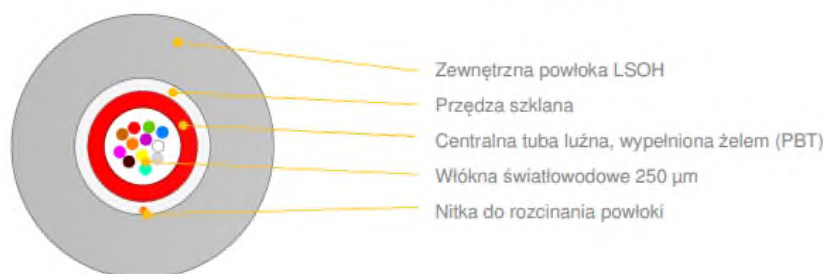 Zewnętrzna powłoka LSOH
Przędza szklana
Centralna tuba luźna, wypełniona żelem (PBT)
Włókna światłowodowe 250 µm
Nitka do rozcinania powłoki